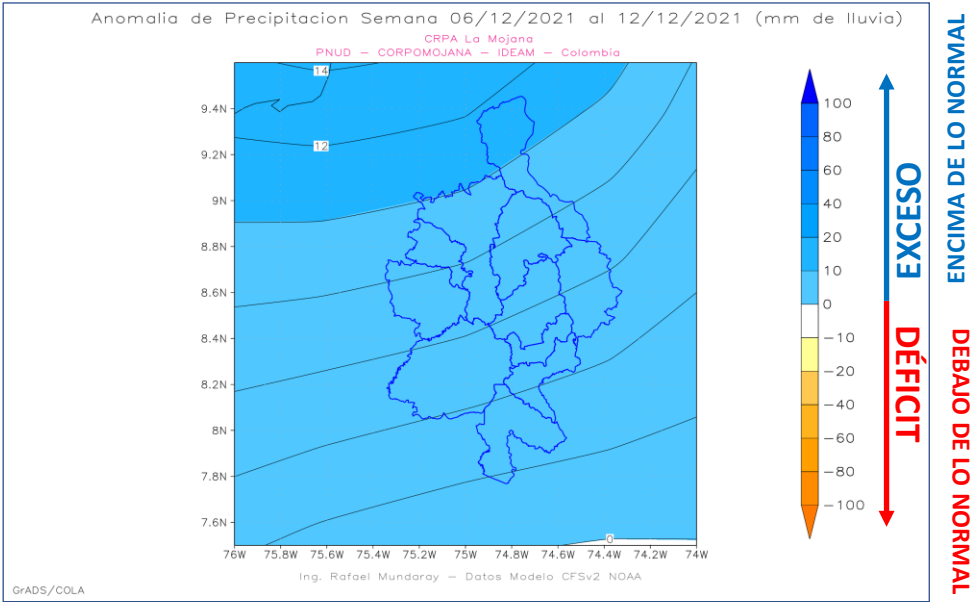 Anomalia de Precipitacion Semana 06/12/2021 al 12/12/2021 (mm de lluvia)
CRPA La Mojana
PNUD — CORPOMOJANA — IDEAM — Colombia
14
12
0
9.4N
9.2N
9N
8.8N
8.6N
8.4N
8.2N
8N
7.8N
7.6N
76W 75.8W 75.6W 75.4W 75.2W 75W 74.8W 74.6W 74.4W 74.2W 74W
100
80
60
40
20
10
0
−10
−20
−40
−60
−80
−100
EXCESO
DÉFICIT
ENCIMA DE LO NORMAL
DEBAJO DE LO NORMAL
Ing. Rafael Mundaray — Datos Modelo CFSv2 NOAA
GrADS/COLA